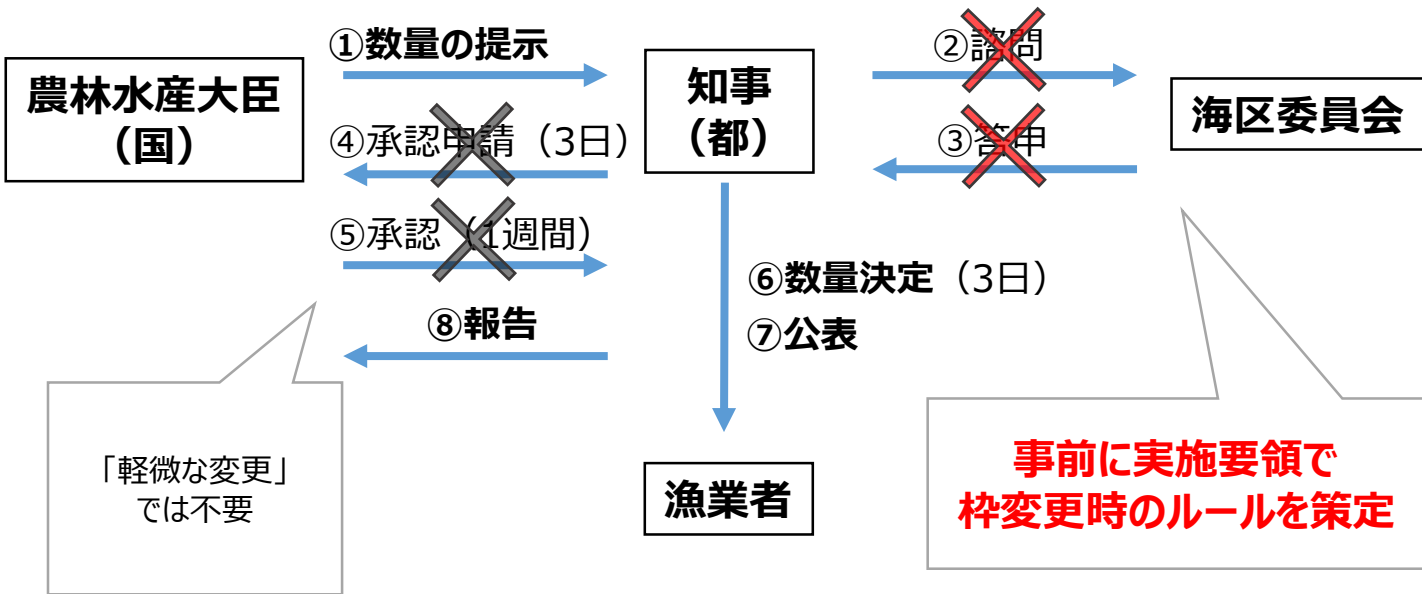 ①数量の提示
農林水産大臣
（国）
知事
（都）
②諮問
海区委員会
④承認申請（3日）
③答申
⑤承認（1週間）
⑥数量決定（3日）
⑦公表
⑧報告
「軽微な変更」
では不要
漁業者
事前に実施要領で
枠変更時のルールを策定